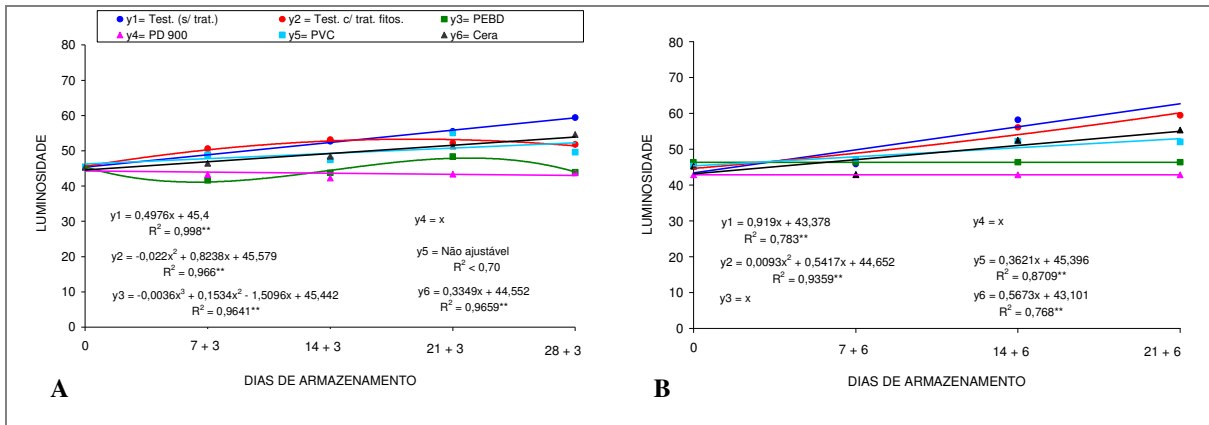 y1= Test. (s/ trat.) y2 = Test. c/ trat. fitos. y3= PEBD
y4= PD 900 y5= PVC y6= Cera
LUMINOSIDADE
80
70
60
50
40
30
20
10
0
y1 = 0,4976x + 45,4
R² = 0,998**
y2 = -0,022x² + 0,8238x + 45,579
R² = 0,966**
y3 = -0,0036x³ + 0,1534x² - 1,5096x + 45,442
R² = 0,9641**
y4 = x
y5 = Não ajustável
R² < 0,70
y6 = 0,3349x + 44,552
R² = 0,9659**
0 7 + 3 14 + 3 21 + 3 28 + 3
DIAS DE ARMAZENAMENTO
A
LUMINOSIDADE
80
70
60
50
40
30
20
10
0
y1 = 0,919x + 43,378
R² = 0,783**
y2 = 0,0093x² + 0,5417x + 44,652
R² = 0,9359**
y3 = x
y4 = x
y5 = 0,3621x + 45,396
R² = 0,8709**
y6 = 0,5673x + 43,101
R² = 0,768**
0 7 + 6 14 + 6 21 + 6
DIAS DE ARMAZENAMENTO
B